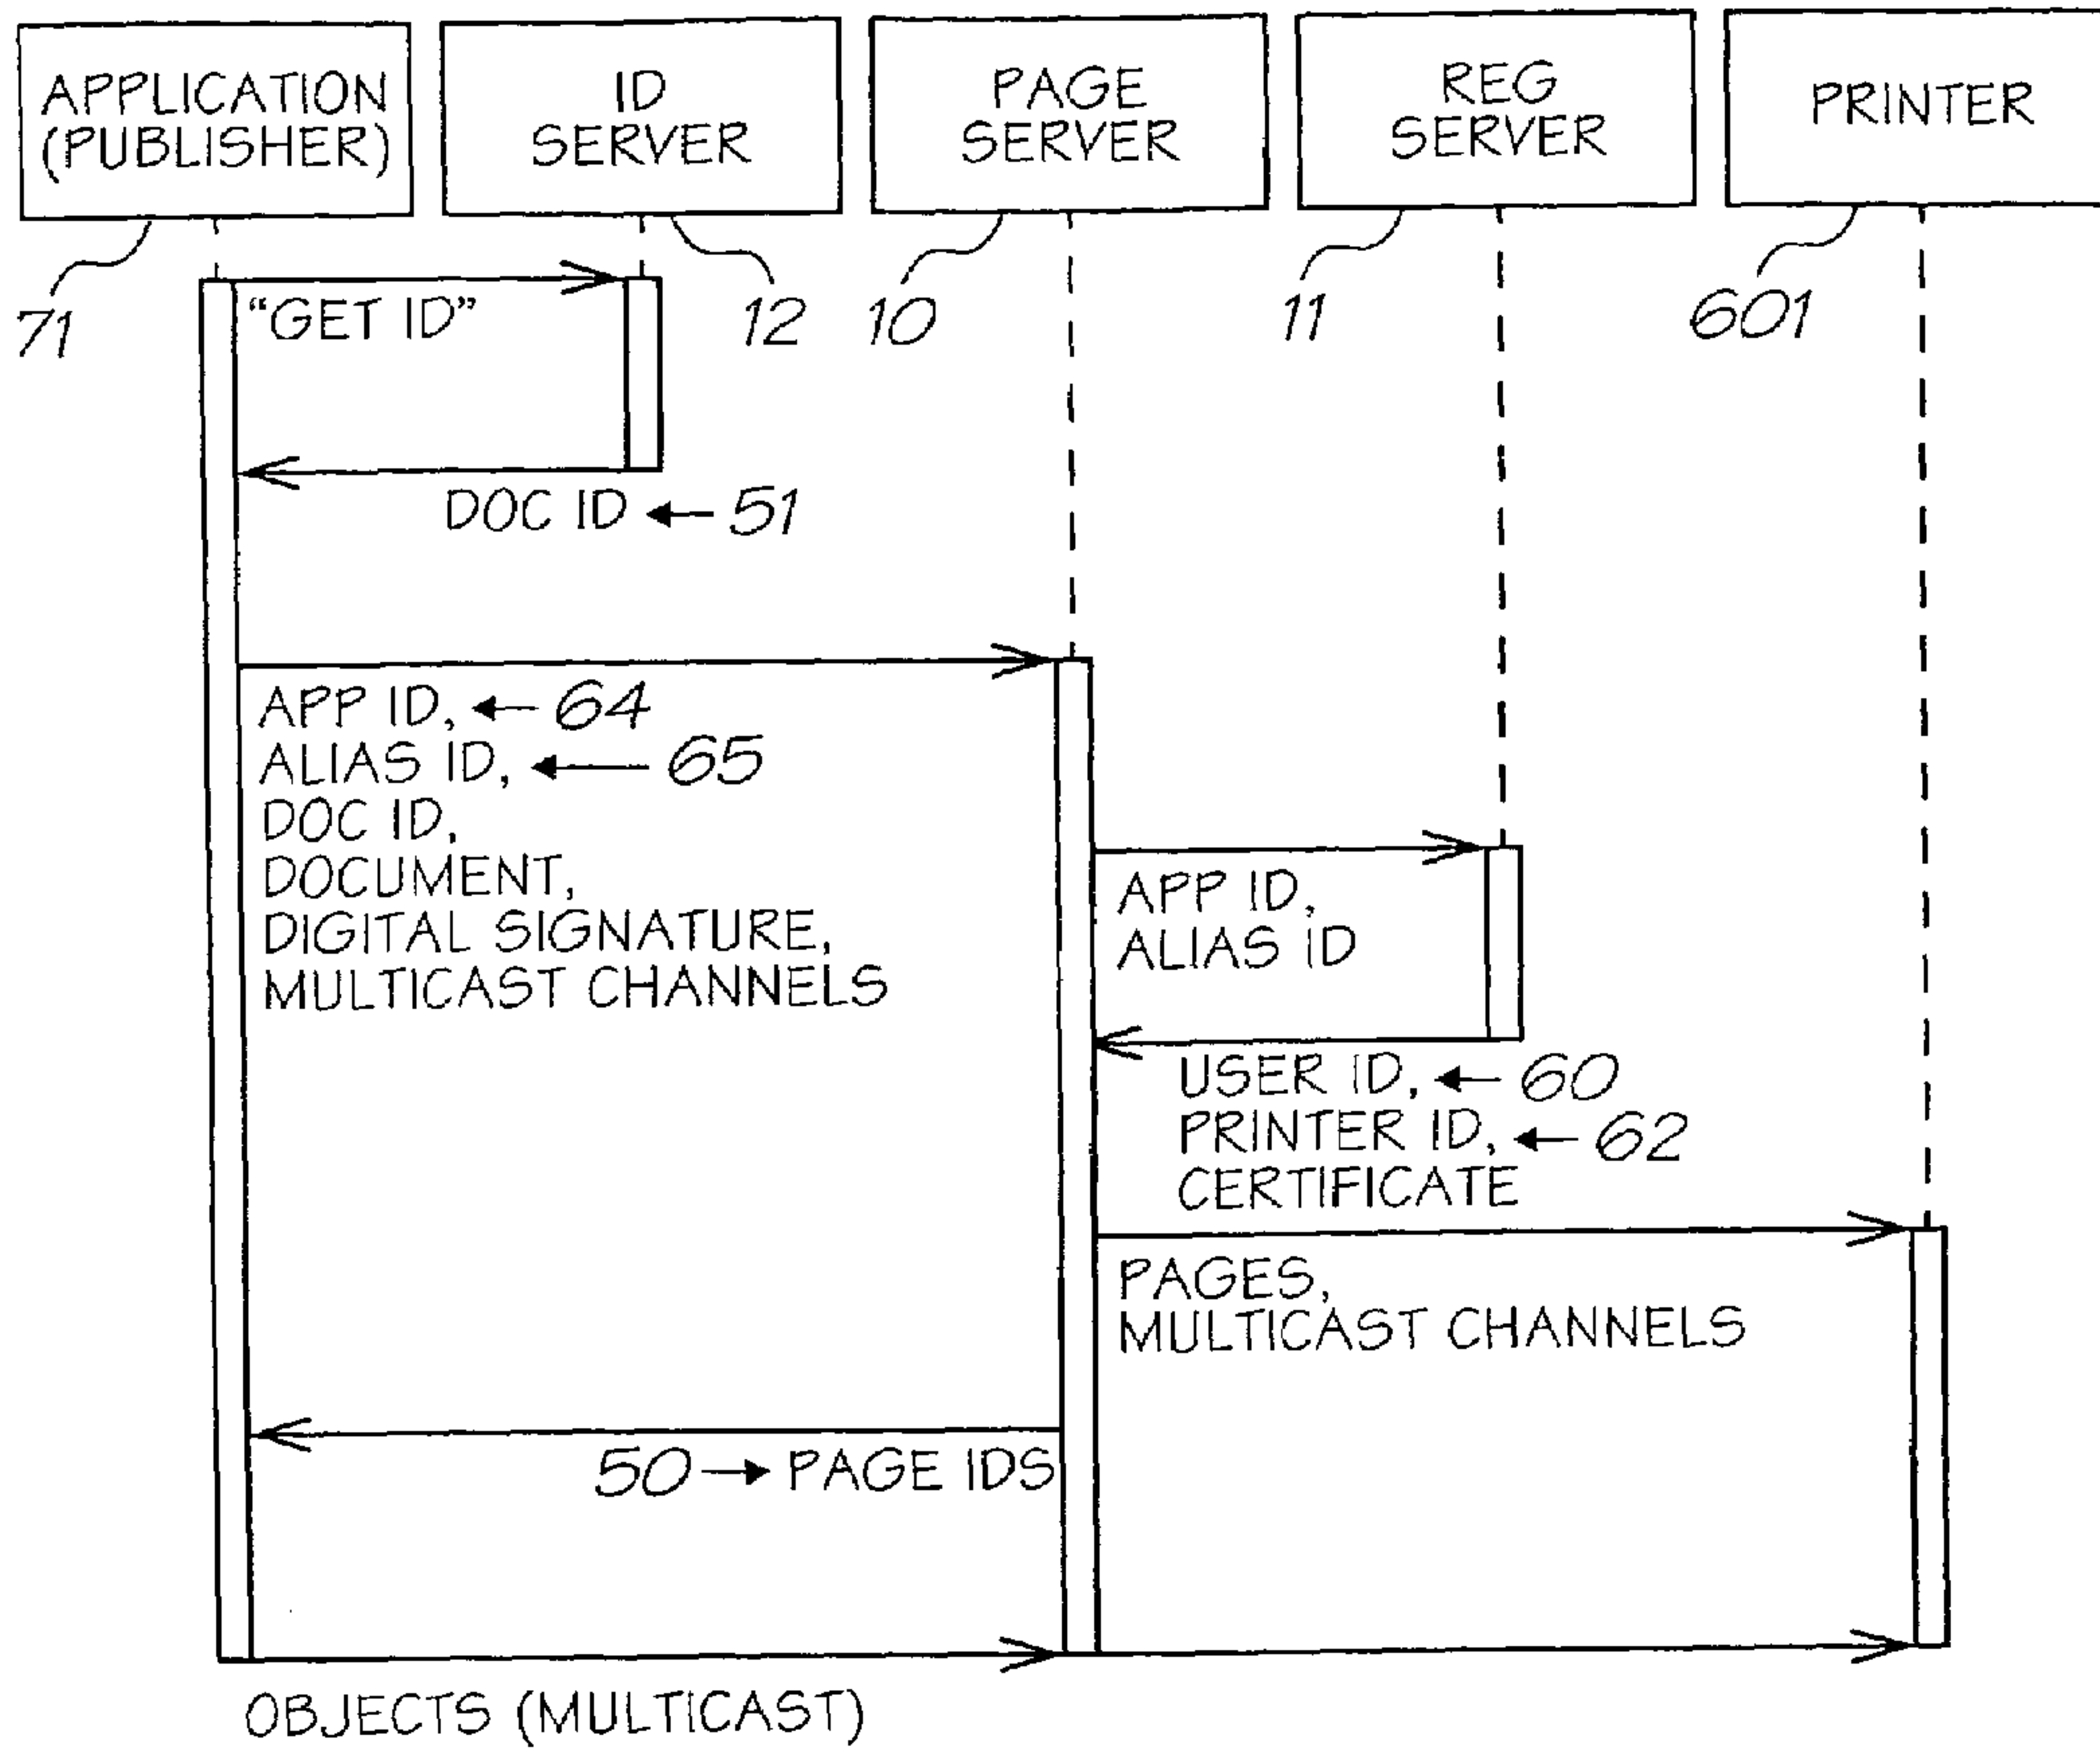 APPLICATION
(PUBLISHER)
ID
SERVER
PAGE
SERVER
REG
SERVER
PRINTER
71
12
10
11
601
"GET ID"
DOC ID 51
APP ID, 64
ALIAS ID, 65
DOC ID,
DOCUMENT,
DIGITAL SIGNATURE,
MULTICAST CHANNELS
APP ID,
ALIAS ID
USER ID, 60
PRINTER ID, 62
CERTIFICATE
PAGES,
MULTICAST CHANNELS
50 PAGE IDS
OBJECTS (MULTICAST)